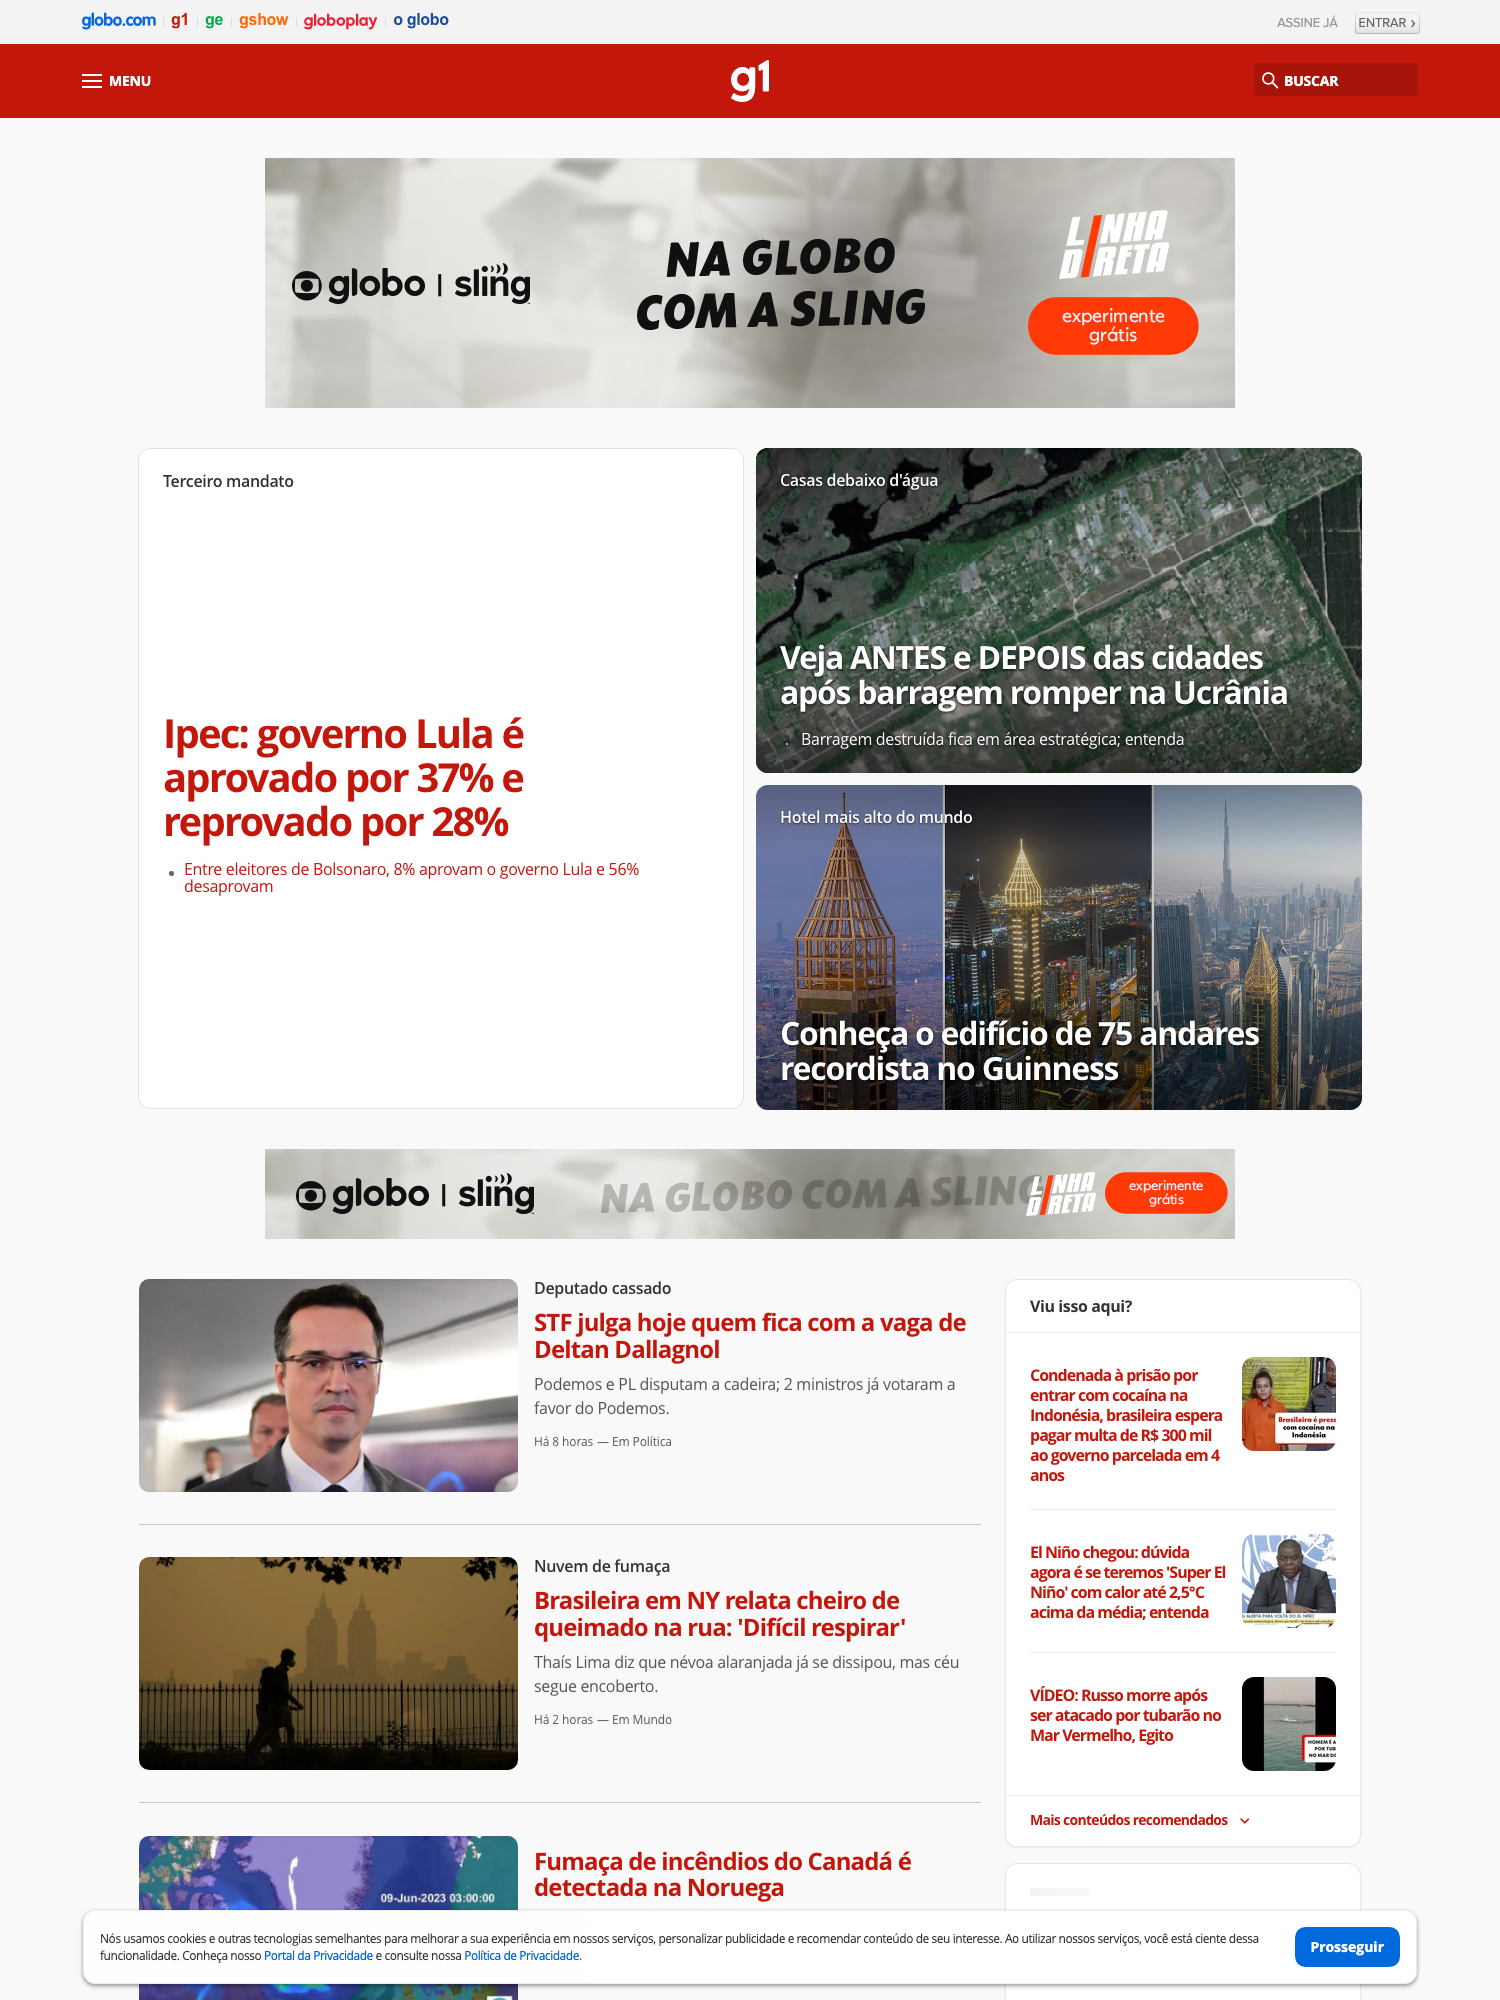 globo.com g1 ge gshow globoplay o globo
ASSINE JÁ ENTRAR ›
MENU
g1
BUSCAR
globo | sling
NA GLOBO
COM A SLING
LINHA
DIRETA
experimente
grátis
Terceiro mandato
Ipec: governo Lula é
aprovado por 37% e
reprovado por 28%
• Entre eleitores de Bolsonaro, 8% aprovam o governo Lula e 56%
desaprovam
Casas debaixo d'água
Veja ANTES e DEPOIS das cidades
após barragem romper na Ucrânia
Barragem destruída fica em área estratégica; entenda
Hotel mais alto do mundo
Conheça o edifício de 75 andares
recordista no Guinness
globo | sling
NA GLOBO COM A SLING
LINHA
DIRETA
experimente
grátis
Deputado cassado
STF julga hoje quem fica com a vaga de
Deltan Dallagnol
Podemos e PL disputam a cadeira; 2 ministros já votaram a
favor do Podemos.
Há 8 horas — Em Política
Nuvem de fumaça
Brasileira em NY relata cheiro de
queimado na rua: 'Difícil respirar'
Thaís Lima diz que névoa alaranjada já se dissipou, mas céu
segue encoberto.
Há 2 horas — Em Mundo
09-Jun-2023 03:00:00
Fumaça de incêndios do Canadá é
detectada na Noruega
Viu isso aqui?
Condenada à prisão por
entrar com cocaína na
Indonésia, brasileira espera
pagar multa de R$ 300 mil
ao governo parcelada em 4
anos
Brasileira é presa
com cocaína na
Indonésia
El Niño chegou: dúvida
agora é se teremos 'Super El
Niño' com calor até 2,5°C
acima da média; entenda
U ALERTA PARA VOLTA DO EL NIÑO
VÍDEO: Russo morre após
ser atacado por tubarão no
Mar Vermelho, Egito
HOMEM É A
POR TUB
NO MAR DO
Mais conteúdos recomendados
Nós usamos cookies e outras tecnologias semelhantes para melhorar a sua experiência em nossos serviços, personalizar publicidade e recomendar conteúdo de seu interesse. Ao utilizar nossos serviços, você está ciente dessa
funcionalidade. Conheça nosso Portal da Privacidade e consulte nossa Política de Privacidade.
Prosseguir